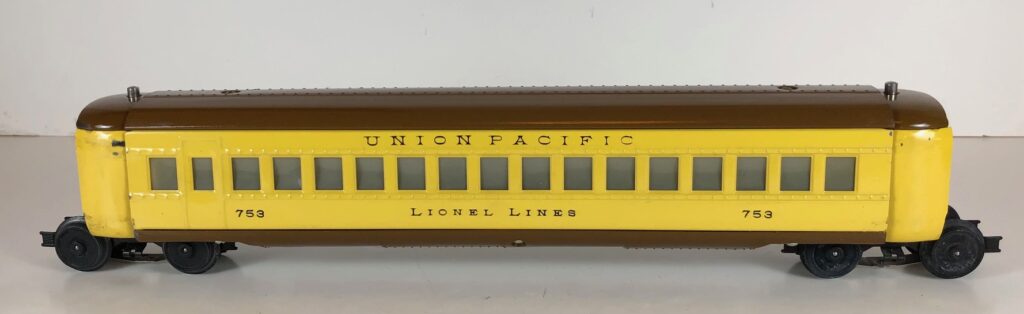 UNION PACIFIC
753 LIONEL LINES 753